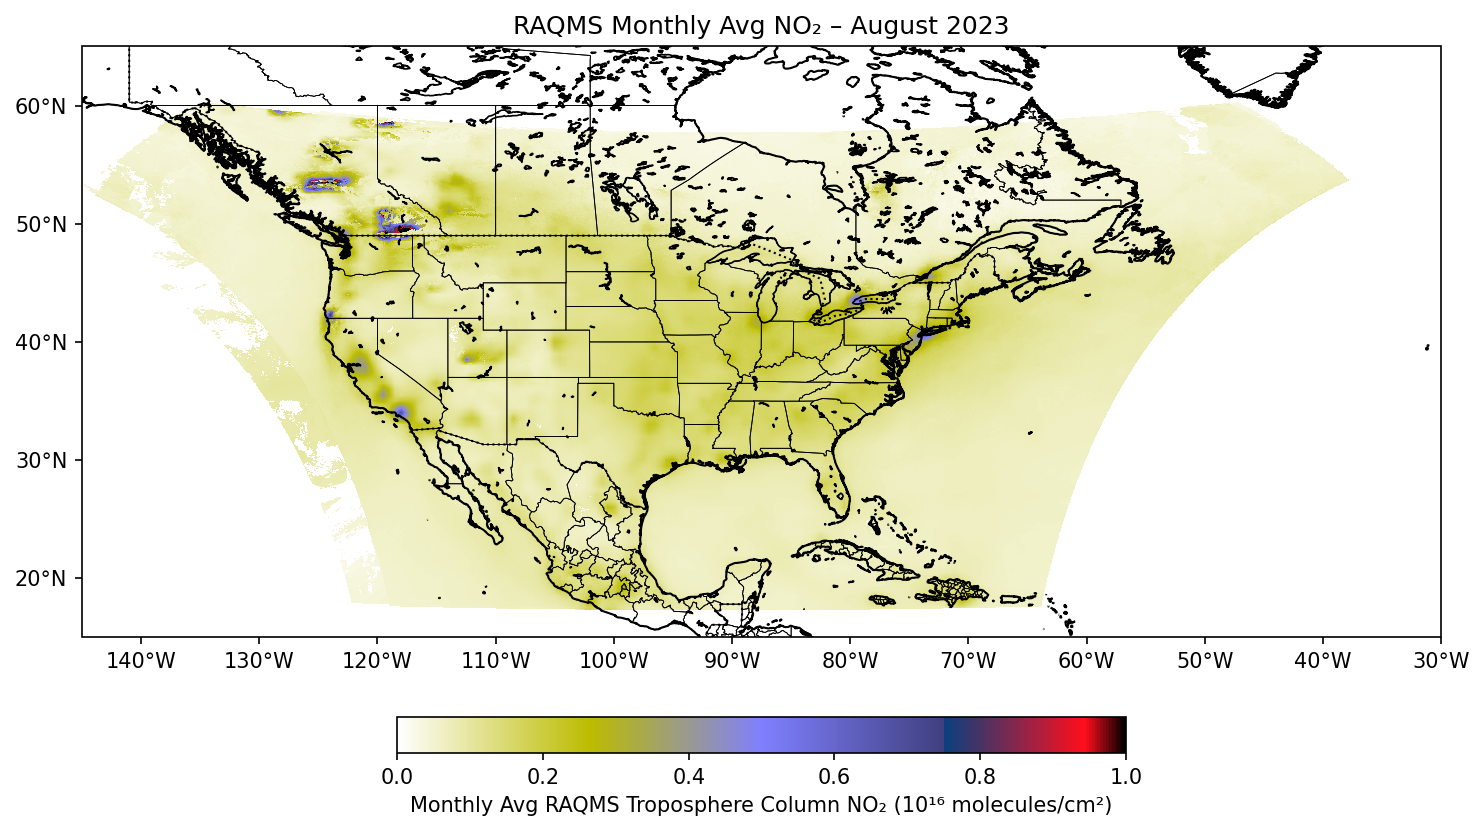 RAQMS Monthly Avg NO₂ – August 2023
60°N
50°N
40°N
30°N
20°N
140°W 130°W 120°W 110°W 100°W 90°W 80°W 70°W 60°W 50°W 40°W 30°W
0.0 0.2 0.4 0.6 0.8 1.0
Monthly Avg RAQMS Troposphere Column NO₂ (10¹⁶ molecules/cm²)